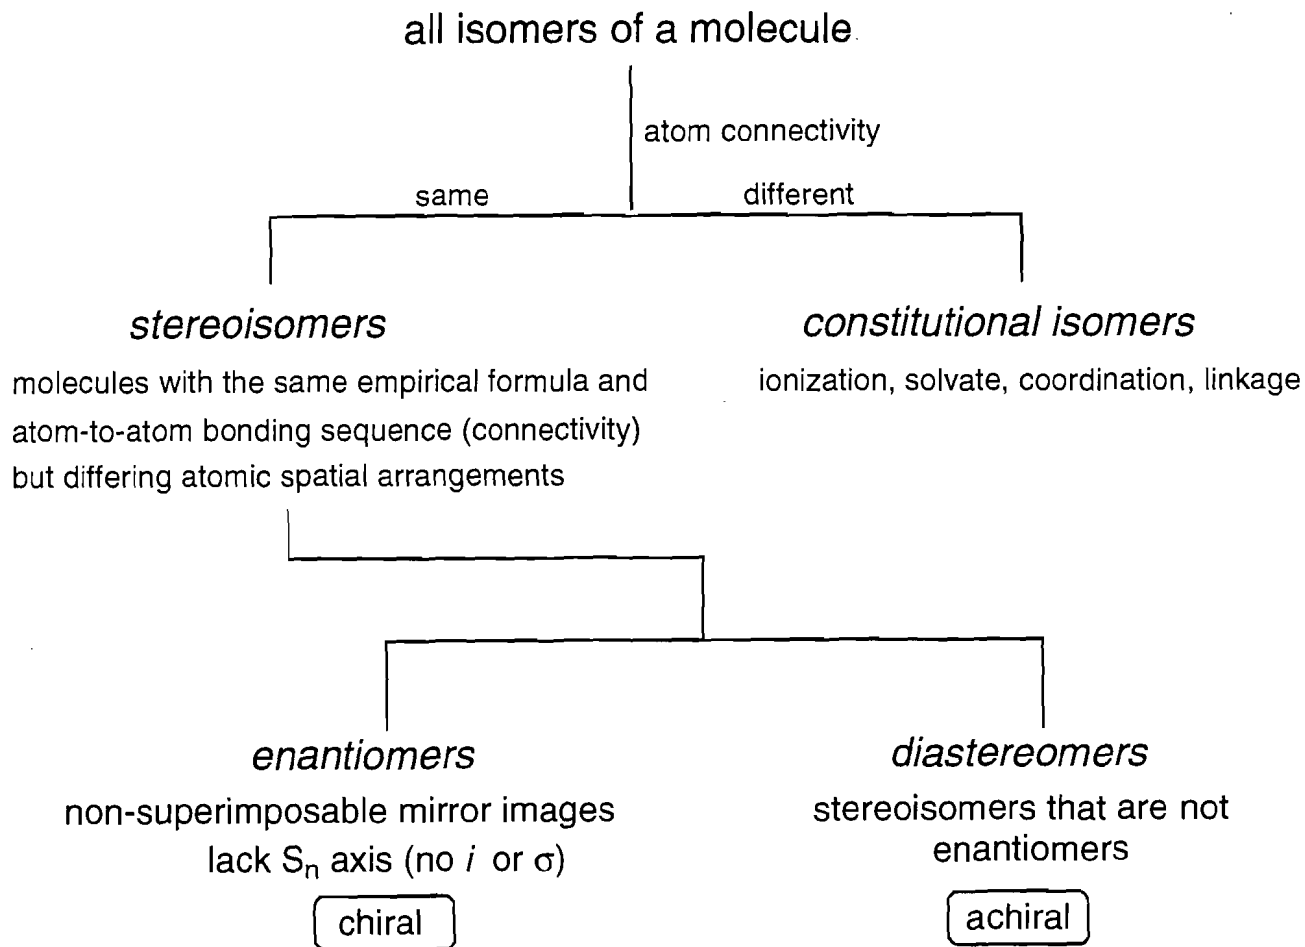 all isomers of a molecule
atom connectivity
same
different
stereoisomers
molecules with the same empirical formula and
atom-to-atom bonding sequence (connectivity)
but differing atomic spatial arrangements
constitutional isomers
ionization, solvate, coordination, linkage
enantiomers
non-superimposable mirror images
lack Sₙ axis (no i or σ)
chiral
diastereomers
stereoisomers that are not
enantiomers
achiral